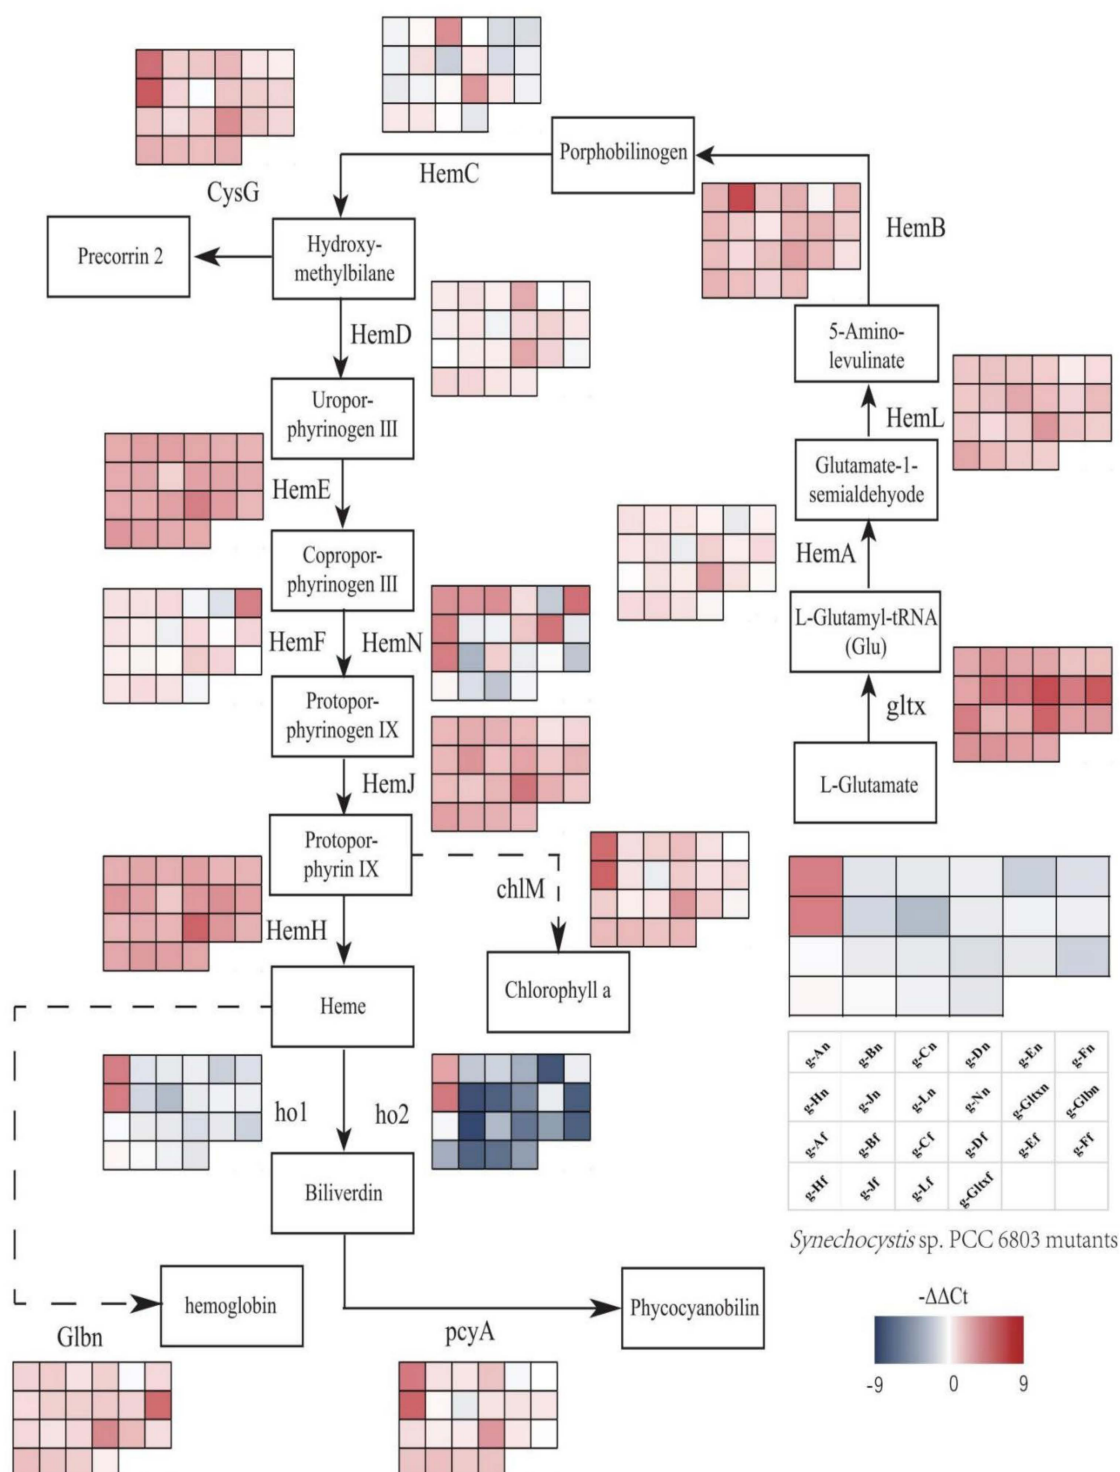 CysG
HemC
Porphobilinogen
HemB
Precorrin 2
Hydroxy-
methylbilane
HemD
5-Amino-
levulinate
HemL
Uropor-
phyrinogen III
HemE
Glutamate-1-
semialdehyode
HemA
Copropor-
phyrinogen III
HemF
HemN
L-Glutamyl-tRNA
(Glu)
gltx
Protopor-
phyrinogen IX
HemJ
L-Glutamate
Protopor-
phyrin IX
chlM
HemH
Chlorophyll a
Heme
ho1
ho2
Biliverdin
g-An g-Bn g-Cn g-Dn g-En g-Fn
g-Hn g-Jn g-Ln g-Nn g-Gltxn g-Glbn
g-Af g-Bf g-Cf g-Df g-Ef g-Ff
g-Hf g-Jf g-Lf g-Gltxf
Synechocystis sp. PCC 6803 mutants
hemoglobin
Phycocyanobilin
Glbn
pcyA
-ΔΔCt
-9 0 9